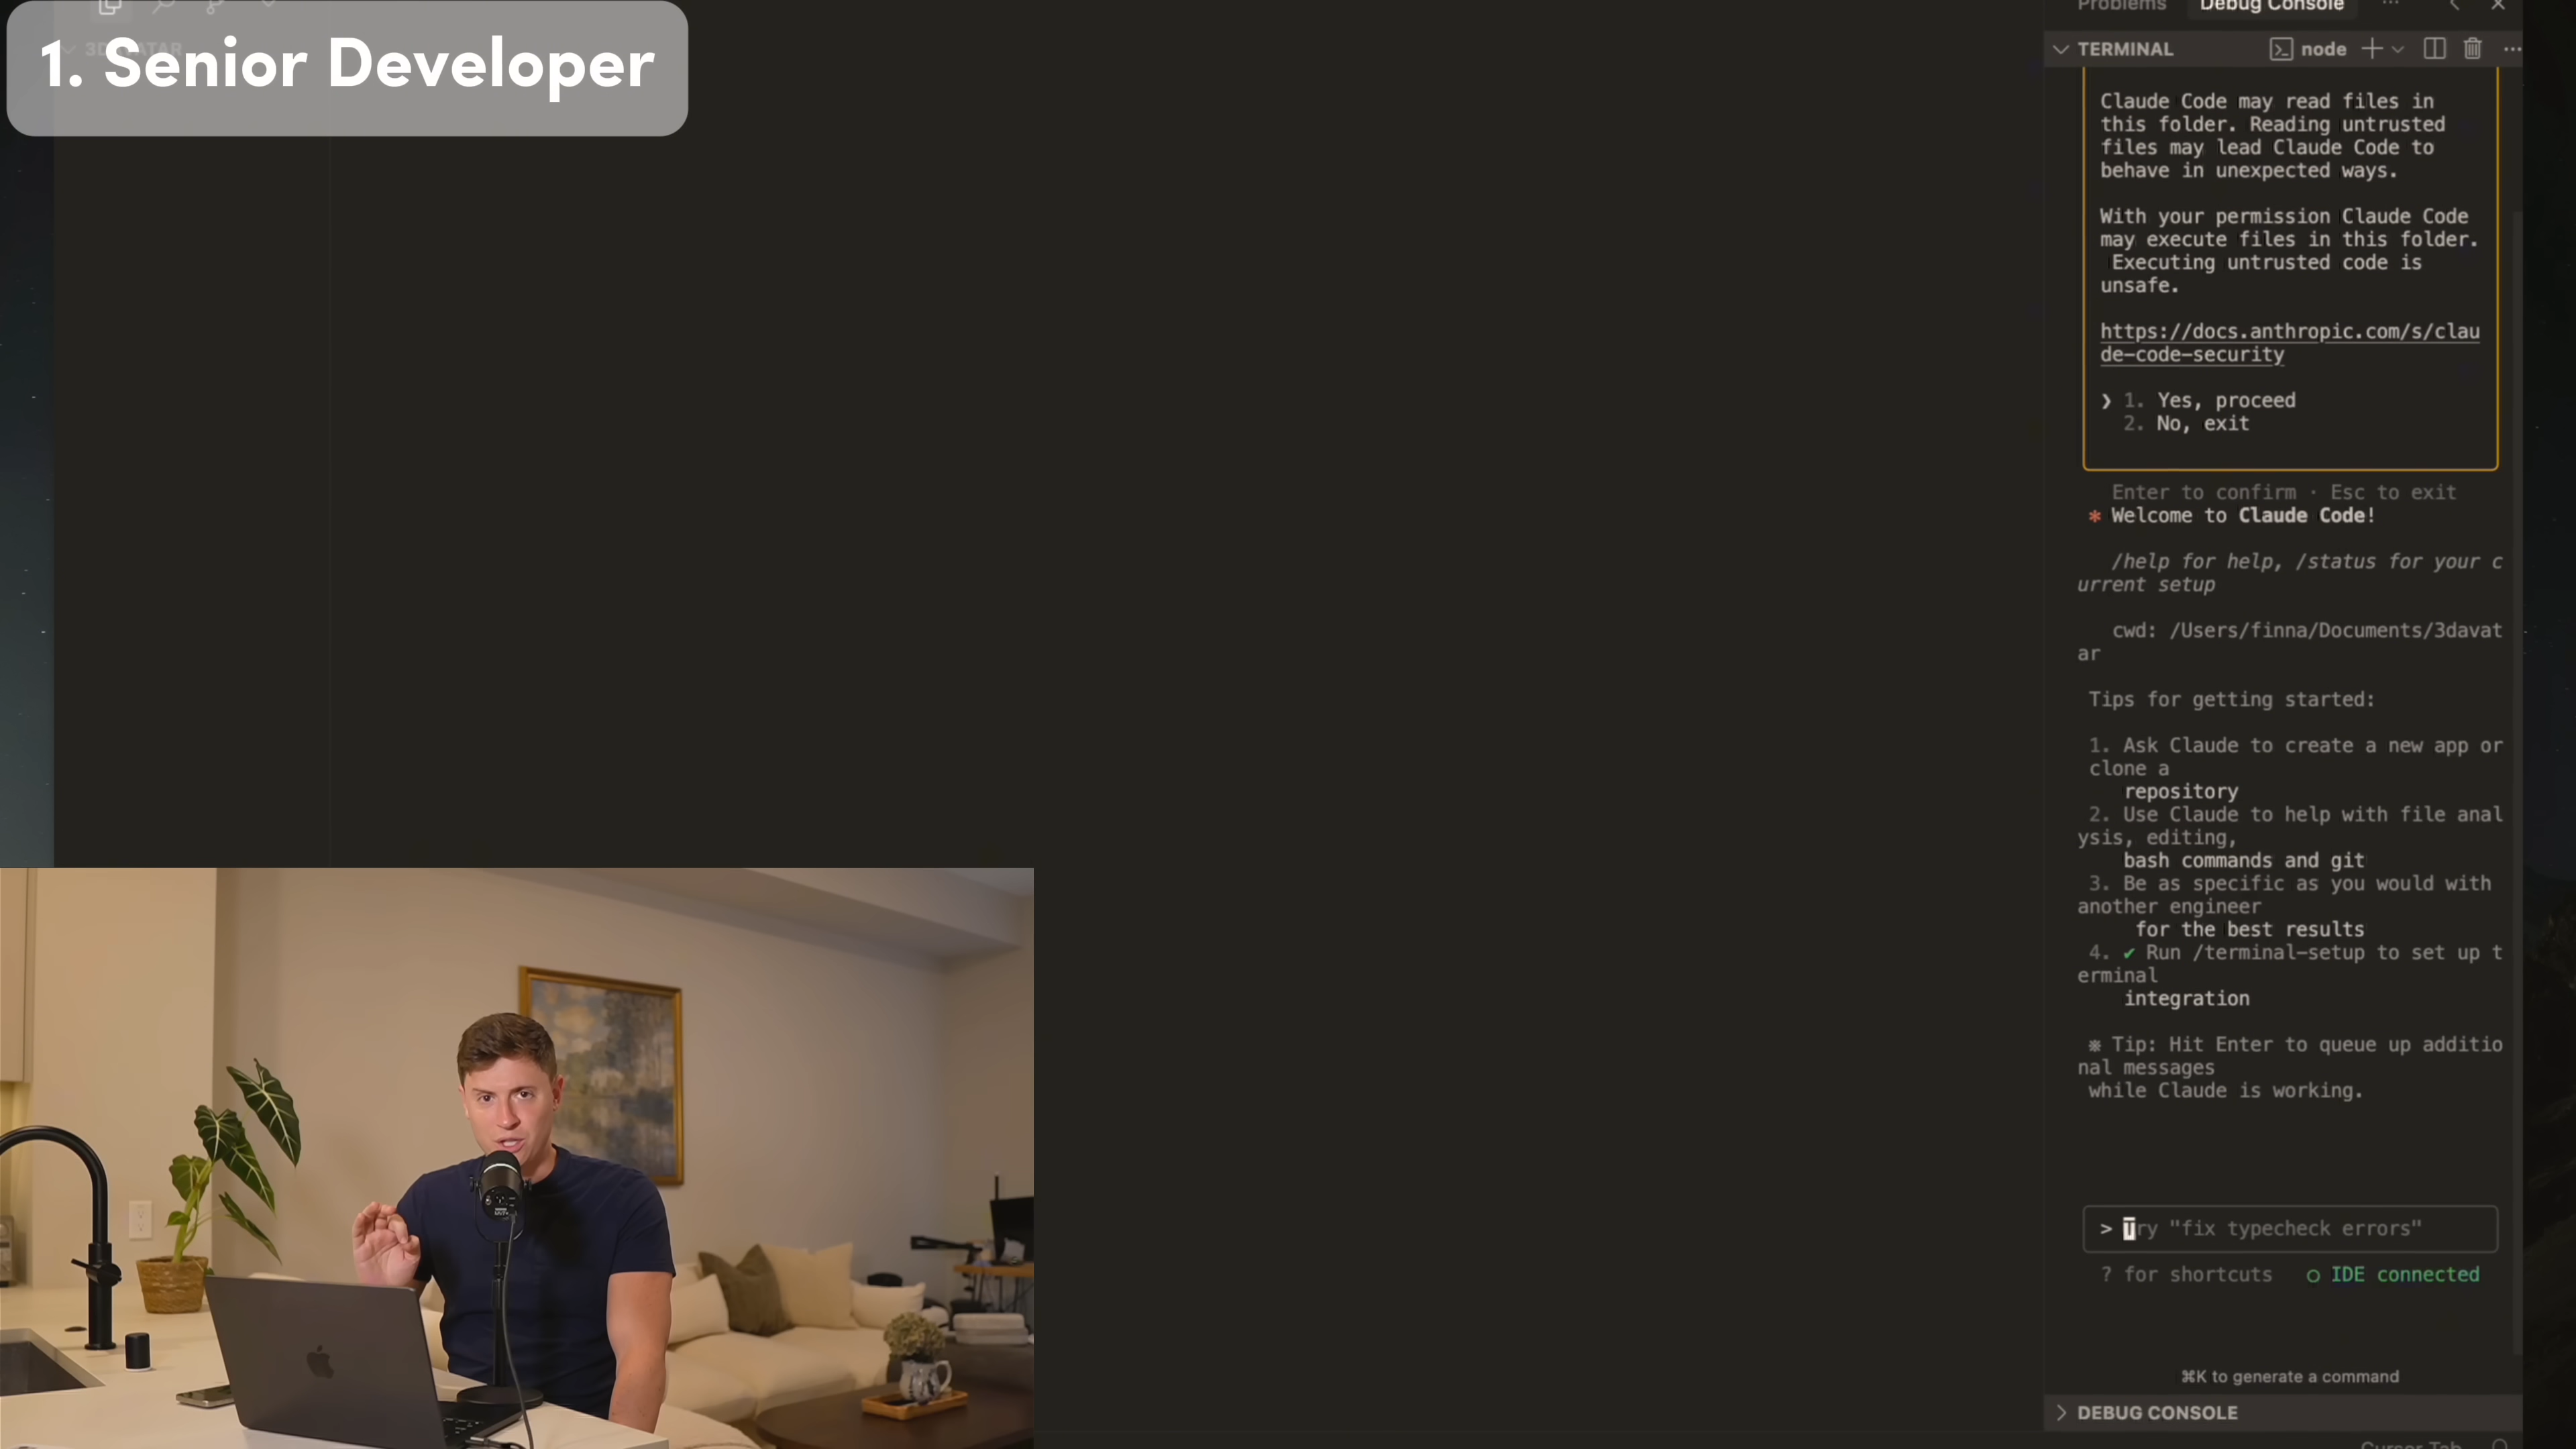 1. Senior Developer
3DAVATAR
Problems
Debug Console
TERMINAL
node
Claude Code may read files in
this folder. Reading untrusted
files may lead Claude Code to
behave in unexpected ways.
With your permission Claude Code
may execute files in this folder.
Executing untrusted code is
unsafe.
https://docs.anthropic.com/s/clau
de-code-security
❯ 1. Yes, proceed
2. No, exit
Enter to confirm · Esc to exit
* Welcome to Claude Code!
/help for help, /status for your c
urrent setup
cwd: /Users/finna/Documents/3davat
ar
Tips for getting started:
1. Ask Claude to create a new app or
clone a
repository
2. Use Claude to help with file anal
ysis, editing,
bash commands and git
3. Be as specific as you would with
another engineer
for the best results
4. ✔ Run /terminal-setup to set up t
erminal
integration
※ Tip: Hit Enter to queue up additio
nal messages
while Claude is working.
> Try "fix typecheck errors"
? for shortcuts ○ IDE connected
⌘K to generate a command
DEBUG CONSOLE
Cursor Tab